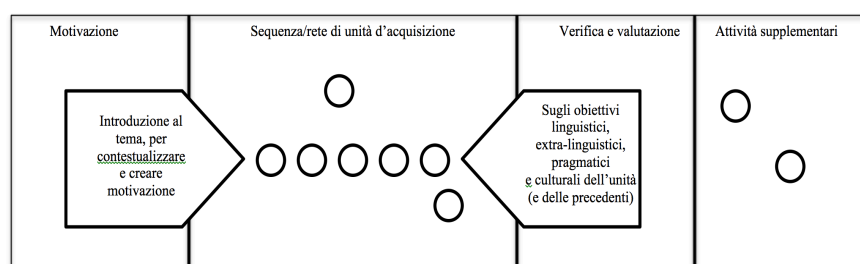 Motivazione
Sequenza/rete di unità d'acquisizione
Verifica e valutazione
Attività supplementari
Introduzione al
tema, per
contestualizzare
e creare
motivazione
Sugli obiettivi
linguistici,
extra-linguistici,
pragmatici
e culturali dell'unità
(e delle precedenti)